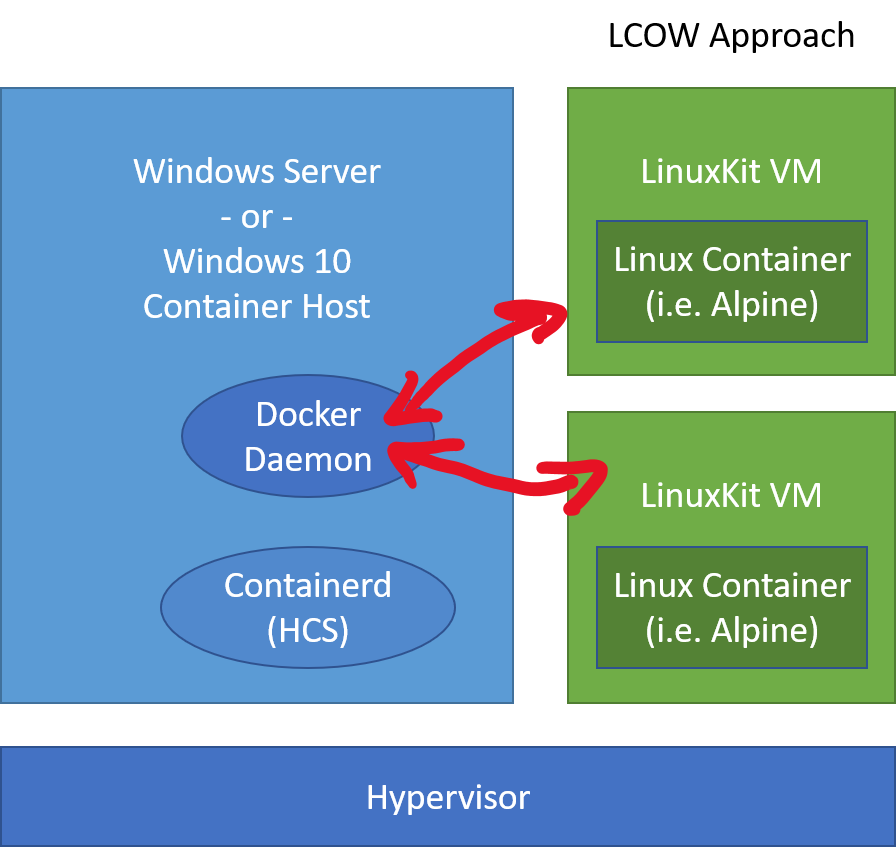 LCOW Approach
Windows Server
- or -
Windows 10
Container Host
Docker
Daemon
Containerd
(HCS)
LinuxKit VM
Linux Container
(i.e. Alpine)
LinuxKit VM
Linux Container
(i.e. Alpine)
Hypervisor